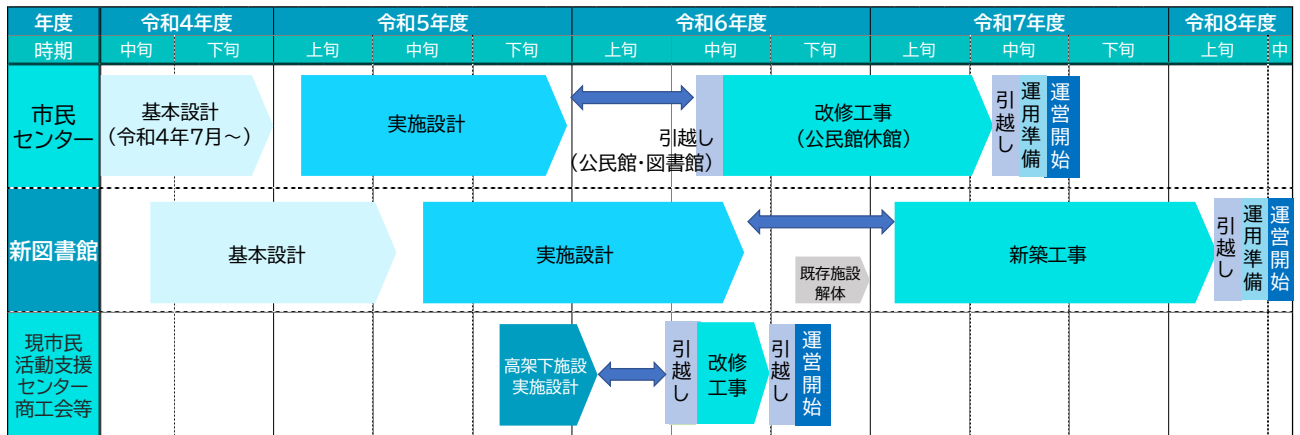 年度 令和4年度 令和5年度 令和6年度 令和7年度 令和8年度
時期 中旬 下旬 上旬 中旬 下旬 上旬 中旬 下旬 上旬 中旬 下旬 上旬 中
市民
センター
基本設計
(令和4年7月~)
実施設計
引越し
(公民館・図書館)
改修工事
(公民館休館)
引越し
運用準備
運営開始
新図書館
基本設計
実施設計
既存施設
解体
新築工事
引越し
運用準備
運営開始
現市民
活動支援
センター
商工会等
高架下施設
実施設計
引越し
改修
工事
引越し
運営開始